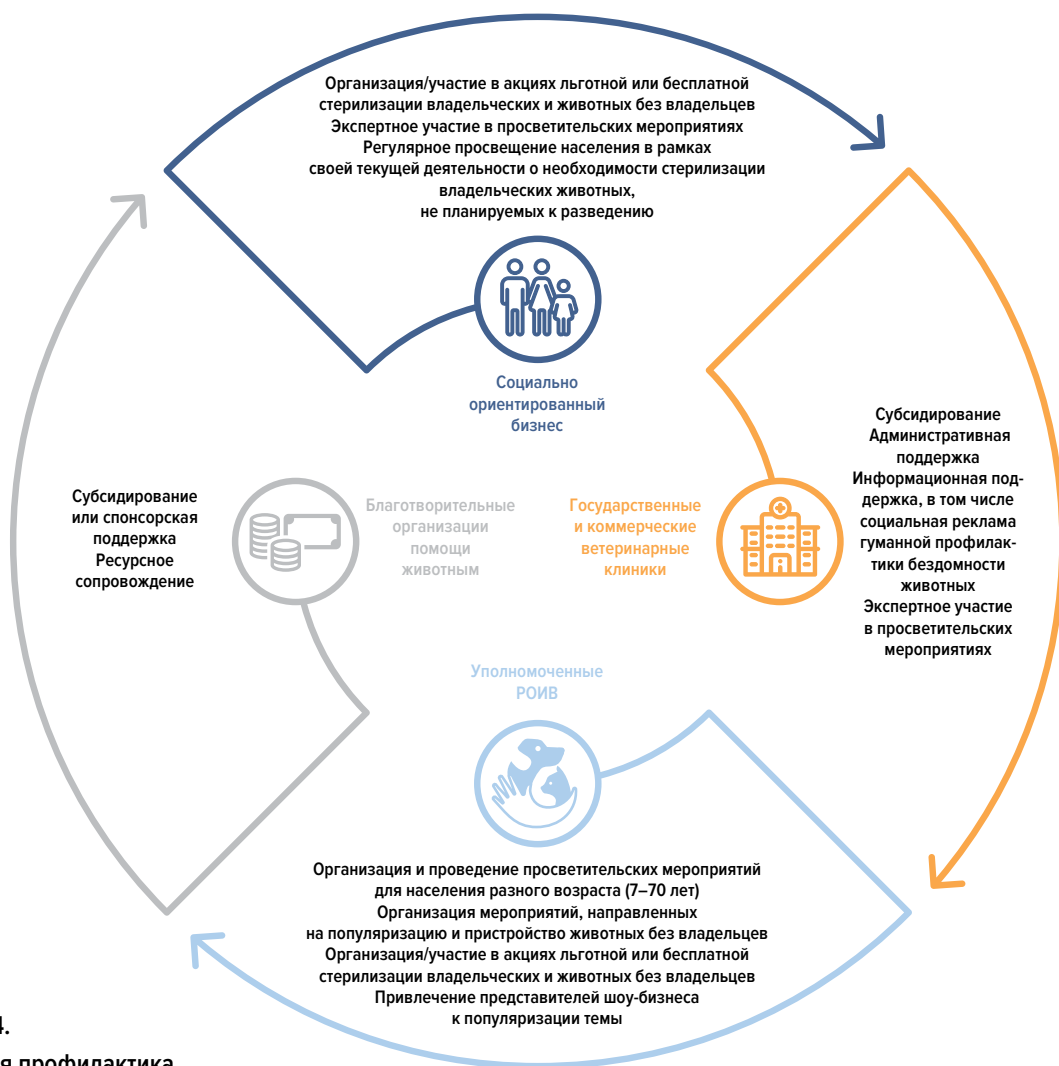 Организация/участие в акциях льготной или бесплатной
стерилизации владельческих и животных без владельцев
Экспертное участие в просветительских мероприятиях
Регулярное просвещение населения в рамках
своей текущей деятельности о необходимости стерилизации
владельческих животных,
не планируемых к разведению
Социально
ориентированный
бизнес
Субсидирование
или спонсорская
поддержка
Ресурсное
сопровождение
Благотворительные
организации
помощи
животным
Государственные
и коммерческие
ветеринарные
клиники
Субсидирование
Административная
поддержка
Информационная под-
держка, в том числе
социальная реклама
гуманной профилак-
тики бездомности
животных
Экспертное участие
в просветительских
мероприятиях
Уполномоченные
РОИВ
Организация и проведение просветительских мероприятий
для населения разного возраста (7–70 лет)
Организация мероприятий, направленных
на популяризацию и пристройство животных без владельцев
Организация/участие в акциях льготной или бесплатной
стерилизации владельческих и животных без владельцев
Привлечение представителей шоу-бизнеса
к популяризации темы
профилактика